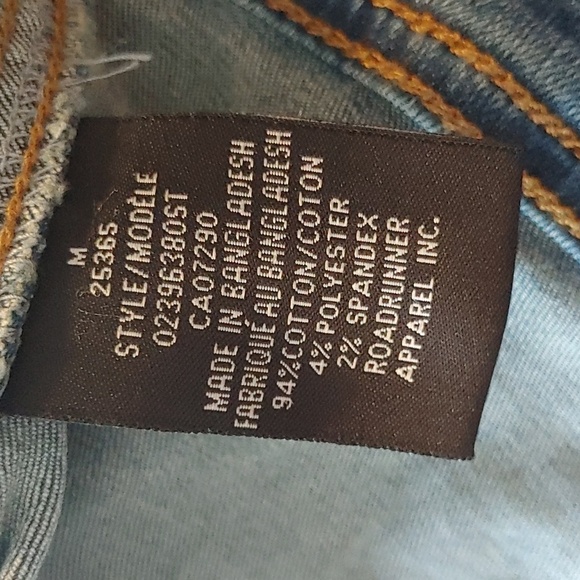 M
25365
STYLE/MODÈLE
02396380ST
CA07290
MADE IN BANGLADESH
FABRIQUÉ AU BANGLADESH
94%COTTON/COTON
4% POLYESTER
2% SPANDEX
ROADRUNNER
APPAREL INC.